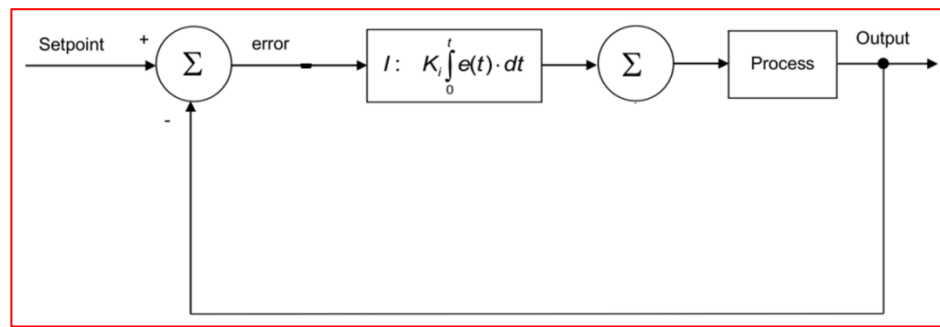 Setpoint
+
Σ
error
I : K_i ∫_0^t e(t) · dt
Σ
Process
Output
-